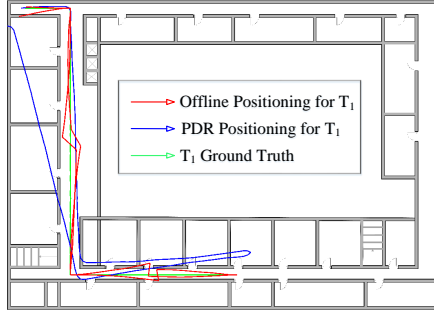 Offline Positioning for T₁
PDR Positioning for T₁
T₁ Ground Truth